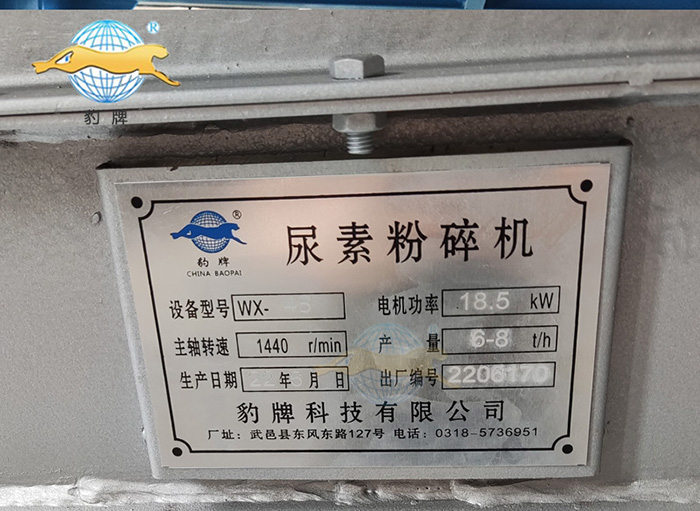 ®
豹牌
®
豹牌
CHINA BAOPAI
尿素粉碎机
设备型号 WX- 电机功率 18.5 kW
主轴转速 1440 r/min 产量 6-8 t/h
生产日期 年 月 日 出厂编号 2206170
豹牌科技有限公司
厂址：武邑县东风东路127号 电话：0318-5736951